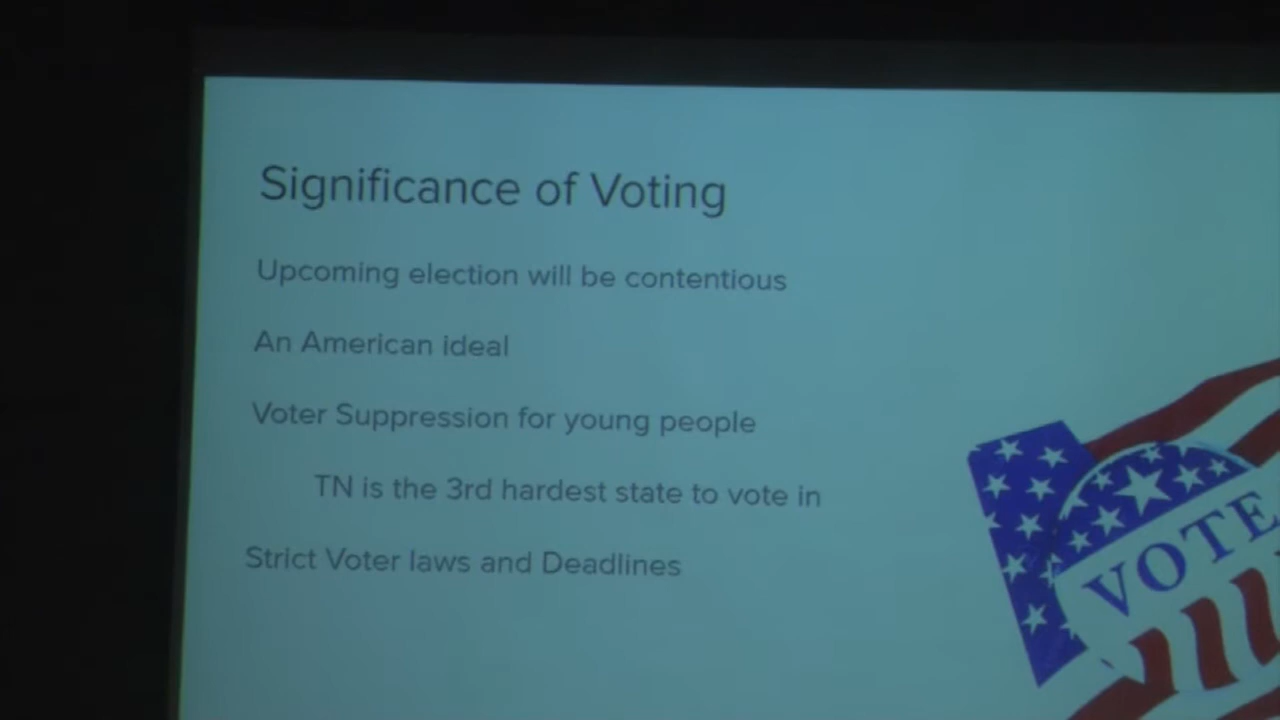 Significance of Voting
Upcoming election will be contentious
An American ideal
Voter Suppression for young people
TN is the 3rd hardest state to vote in
Strict Voter laws and Deadlines
VOTE